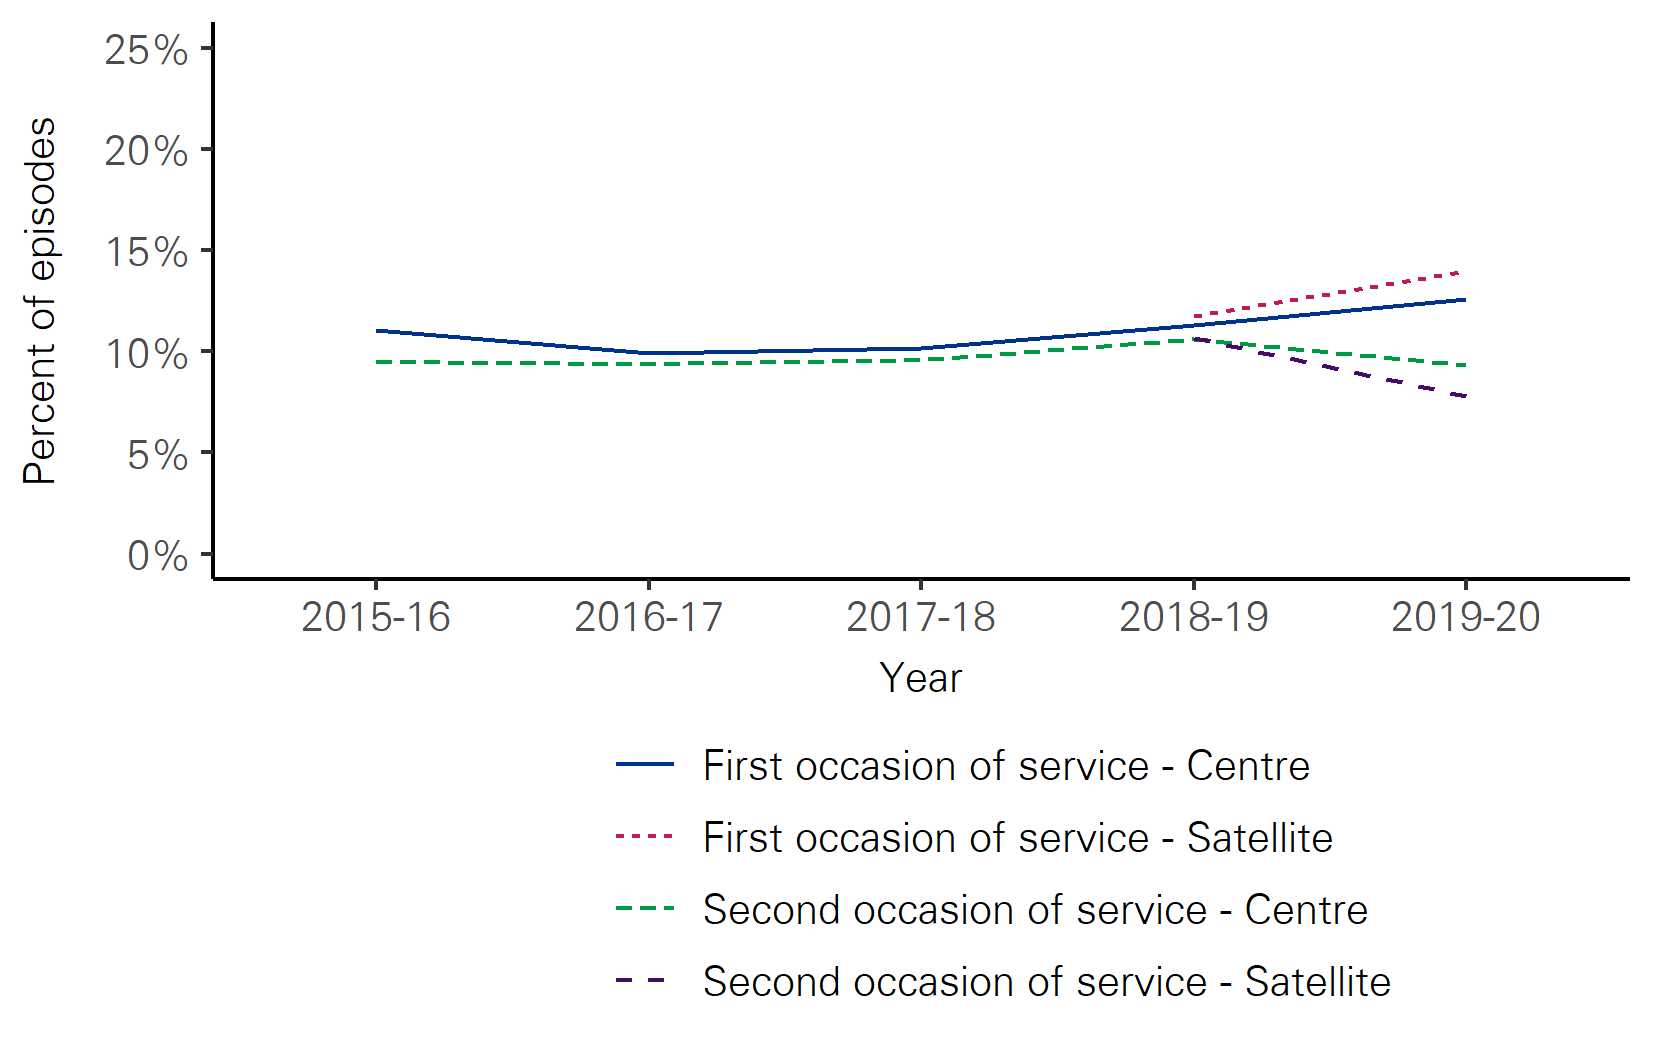 25%
20%
15%
10%
5%
0%
Percent of episodes
2015-16 2016-17 2017-18 2018-19 2019-20
Year
First occasion of service - Centre
First occasion of service - Satellite
Second occasion of service - Centre
Second occasion of service - Satellite